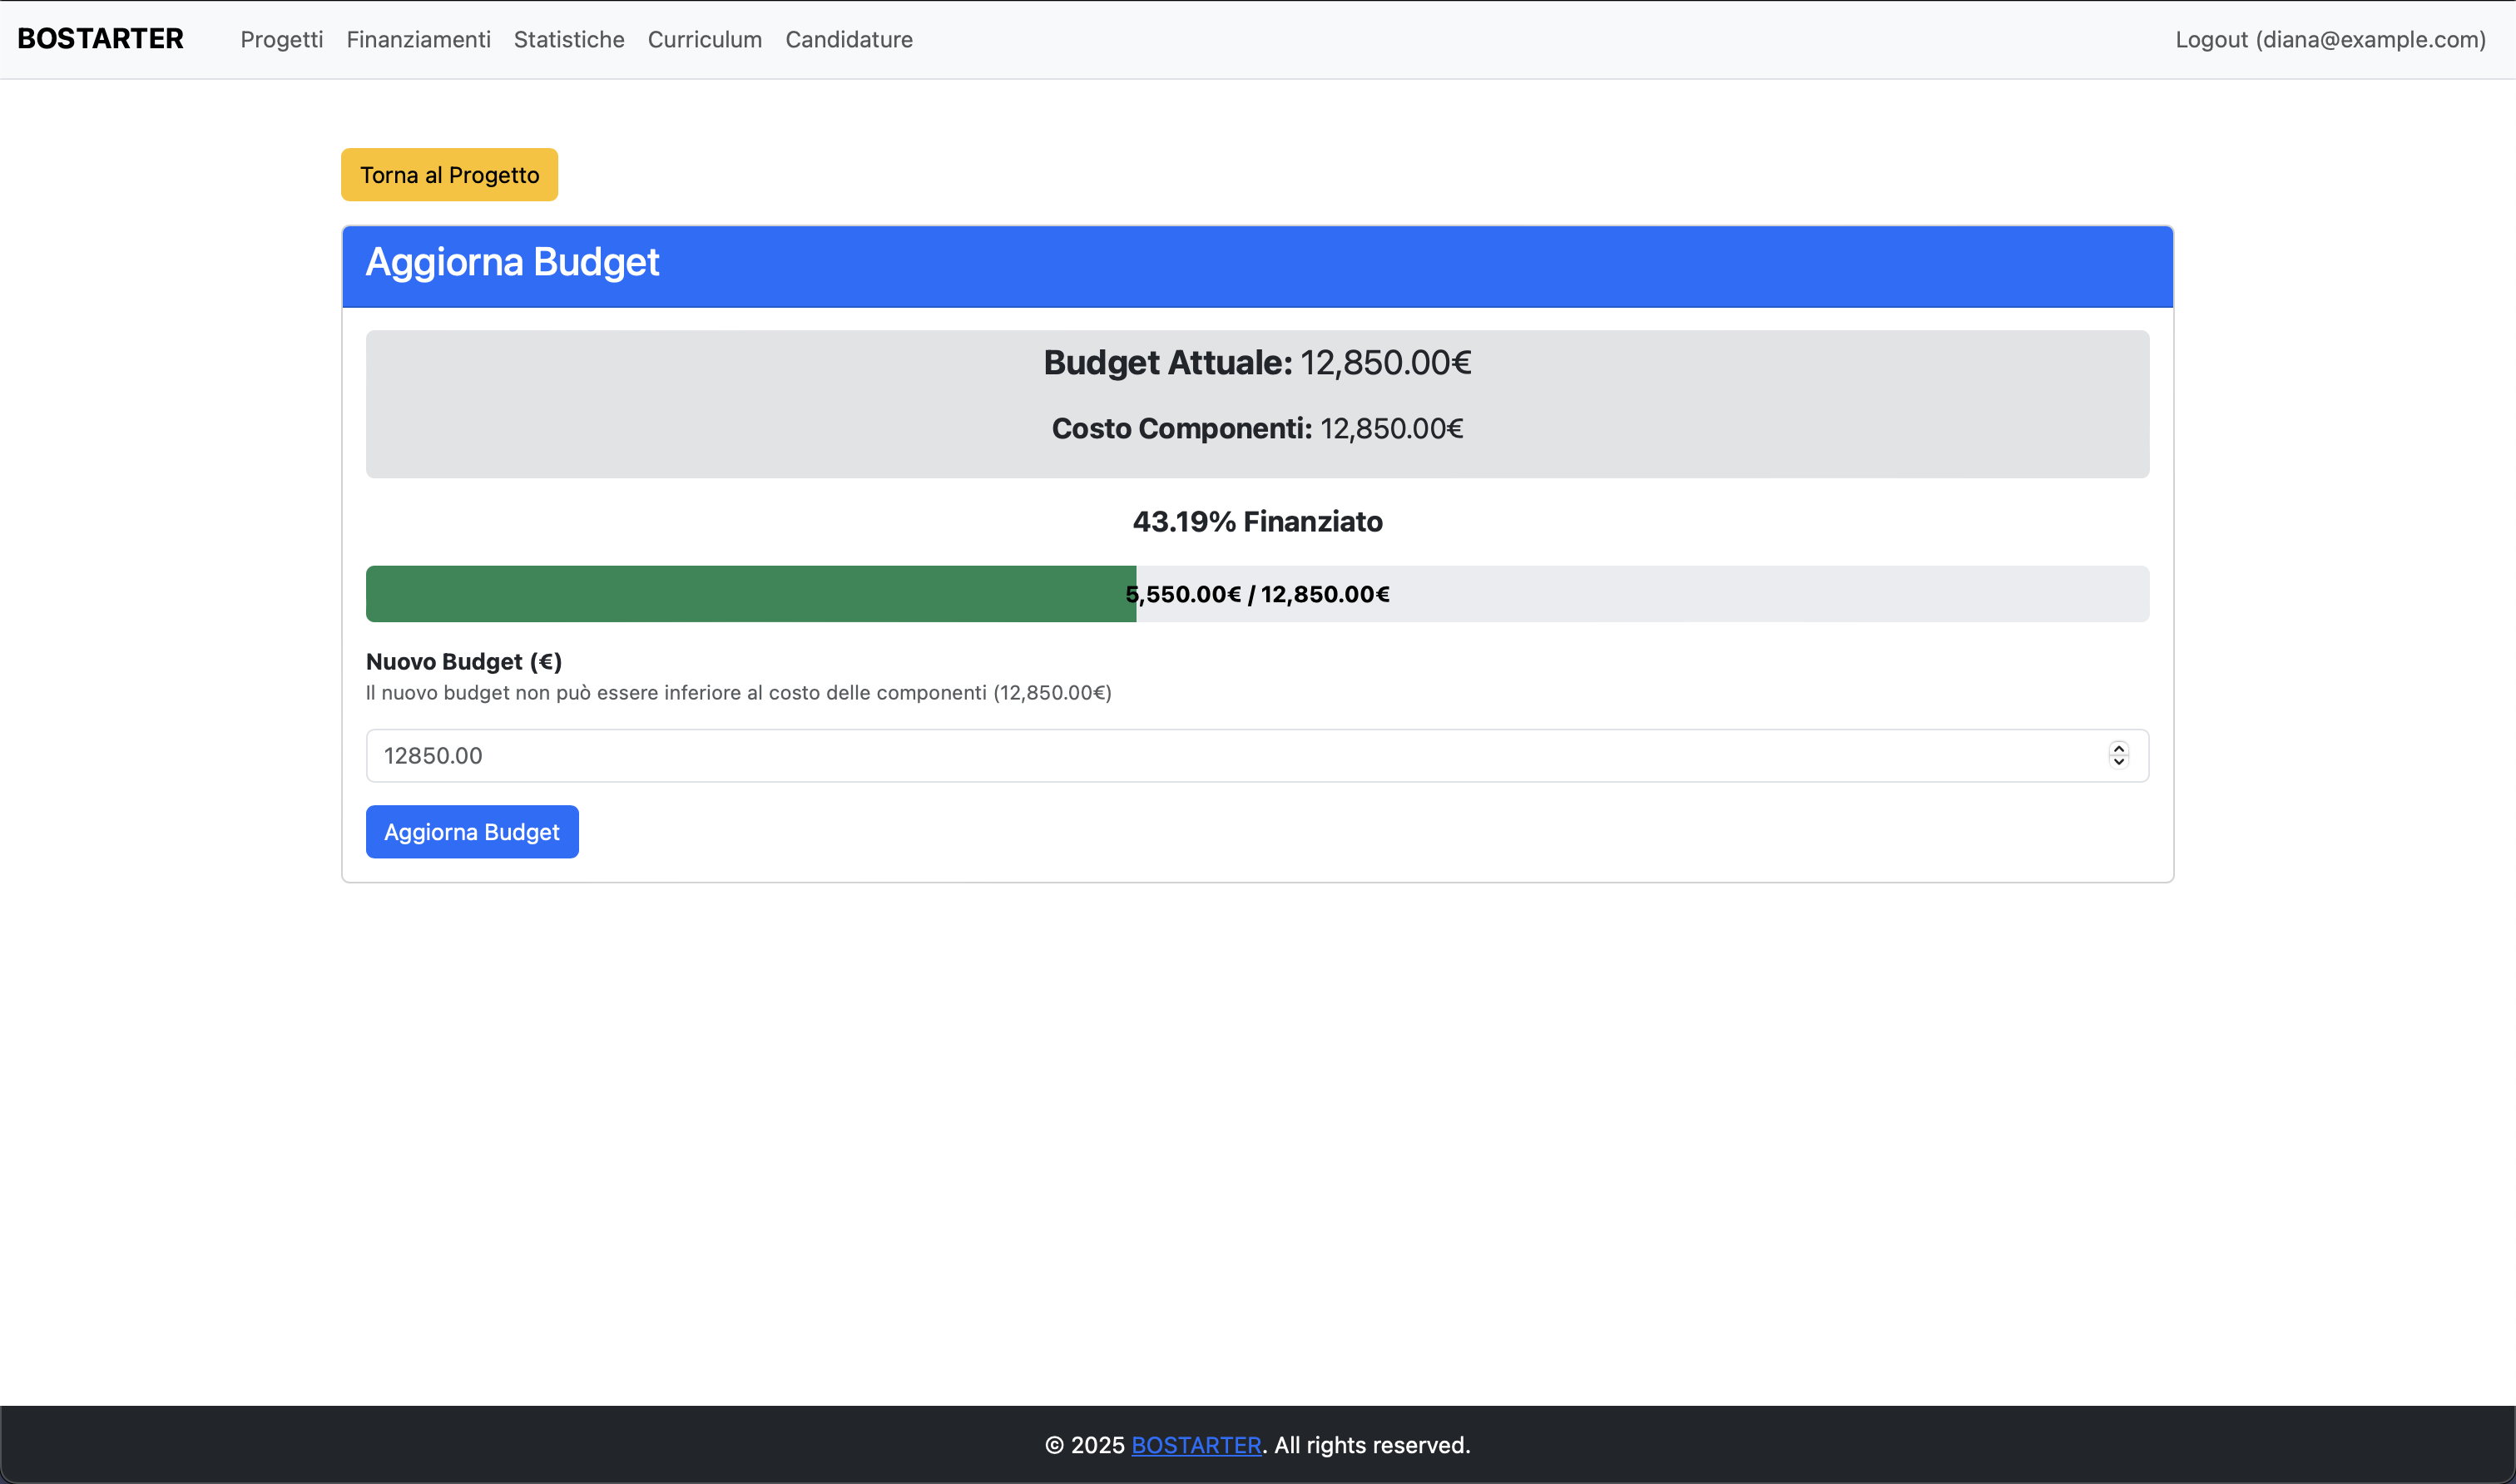 BOSTARTER Progetti Finanziamenti Statistiche Curriculum Candidature Logout (diana@example.com)
Torna al Progetto
Aggiorna Budget
Budget Attuale: 12,850.00€
Costo Componenti: 12,850.00€
43.19% Finanziato
5,550.00€ / 12,850.00€
Nuovo Budget (€)
Il nuovo budget non può essere inferiore al costo delle componenti (12,850.00€)
12850.00
Aggiorna Budget
© 2025 BOSTARTER. All rights reserved.